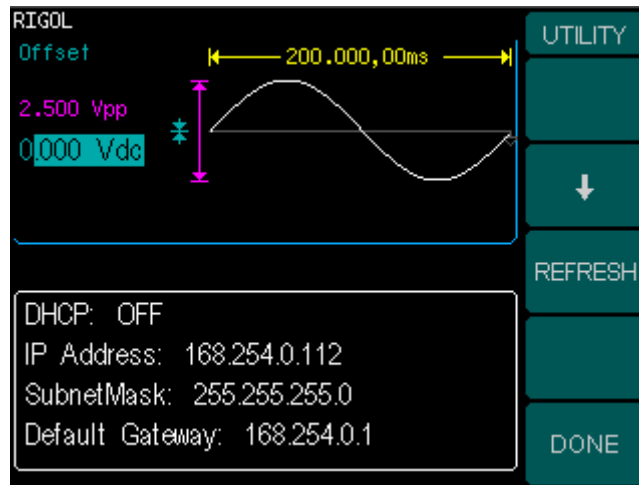 RIGOL
Offset
200.000,00ms
2.500 Vpp
0.000 Vdc
DHCP: OFF
IP Address: 168.254.0.112
SubnetMask: 255.255.255.0
Default Gateway: 168.254.0.1
UTILITY
REFRESH
DONE